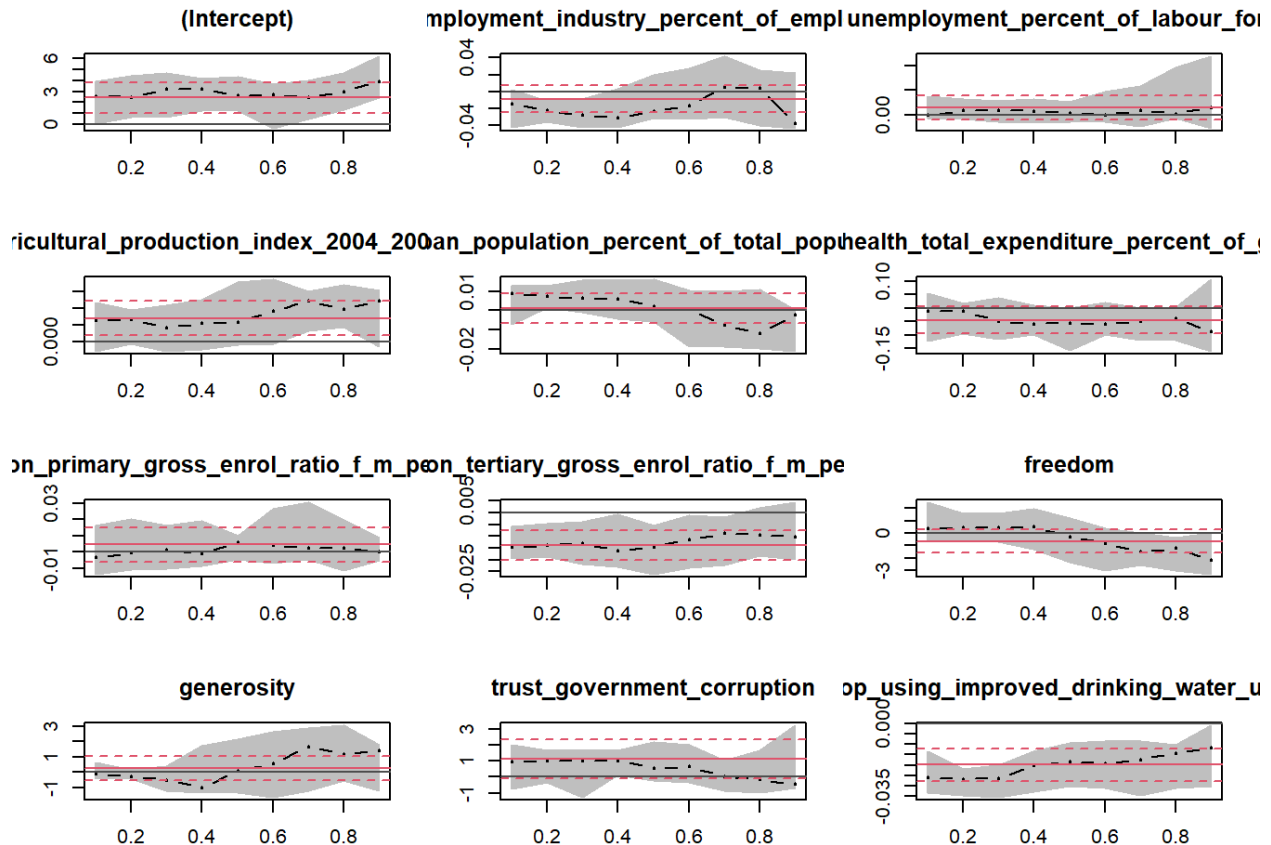 (Intercept)
6
3
0
0.2 0.4 0.6 0.8
mployment_industry_percent_of_empl
0.04
-0.04
0.2 0.4 0.6 0.8
unemployment_percent_of_labour_for
0.00
0.2 0.4 0.6 0.8
ricultural_production_index_2004_200
0.000
0.2 0.4 0.6 0.8
an_population_percent_of_total_popu
0.01
-0.02
0.2 0.4 0.6 0.8
health_total_expenditure_percent_of_g
0.10
-0.15
0.2 0.4 0.6 0.8
on_primary_gross_enrol_ratio_f_m_pe
0.03
-0.01
0.2 0.4 0.6 0.8
on_tertiary_gross_enrol_ratio_f_m_pe
0.005
-0.025
0.2 0.4 0.6 0.8
freedom
0
-3
0.2 0.4 0.6 0.8
generosity
3
1
-1
0.2 0.4 0.6 0.8
trust_government_corruption
3
1
-1
0.2 0.4 0.6 0.8
op_using_improved_drinking_water_u
0.000
-0.035
0.2 0.4 0.6 0.8